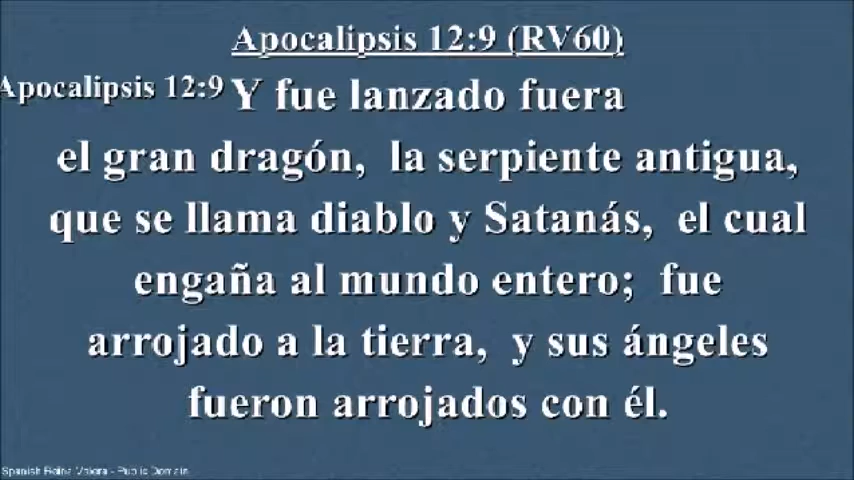 Apocalipsis 12:9 (RV60)
Apocalipsis 12:9 Y fue lanzado fuera
el gran dragón, la serpiente antigua,
que se llama diablo y Satanás, el cual
engaña al mundo entero; fue
arrojado a la tierra, y sus ángeles
fueron arrojados con él.
Spanish Reina Valera - Public Domain